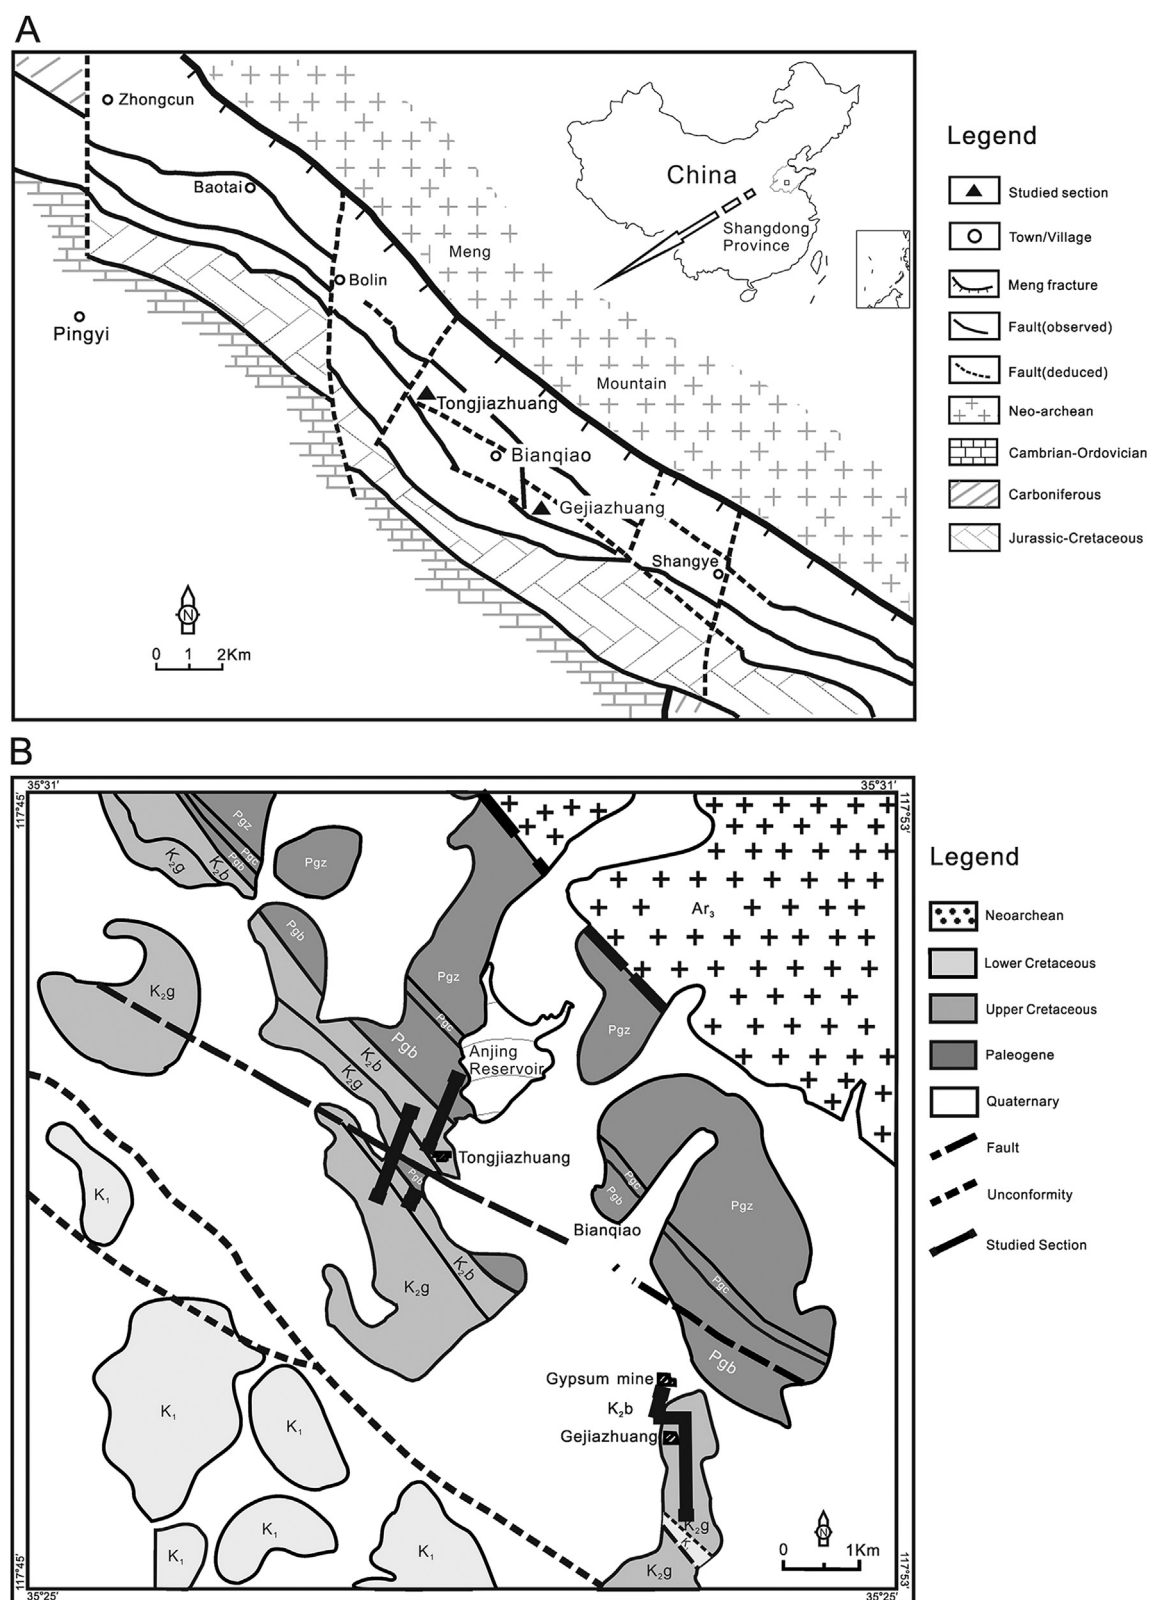 A
Zhongcun
Baotai
Bolin
Pingyi
Meng
Mountain
China
Shangdong
Province
Tongjiazhuang
Bianqiao
Gejiazhuang
Shangye
N
0 1 2Km
Legend
Studied section
Town/Village
Meng fracture
Fault(observed)
Fault(deduced)
Neo-archean
Cambrian-Ordovician
Carboniferous
Jurassic-Cretaceous
B
35°31′
35°31′
117°45′
117°53′
Pgz
Pgc
Pgb
K₂b
K₂g
Pgz
Pgb
K₂g
Pgz
Pgc
Pgb
K₂b
K₂g
Ar₃
Pgz
Anjing
Reservoir
Tongjiazhuang
Pgb
K₂b
K₂g
Bianqiao
Pgc
Pgb
Pgz
Pgc
Pgb
K₁
K₁
K₁
K₁
K₁
K₁
Gypsum mine
K₂b
Gejiazhuang
K₂g
K₂g
N
0 1Km
117°45′
117°53′
35°25′
35°25′
Legend
Neoarchean
Lower Cretaceous
Upper Cretaceous
Paleogene
Quaternary
Fault
Unconformity
Studied Section